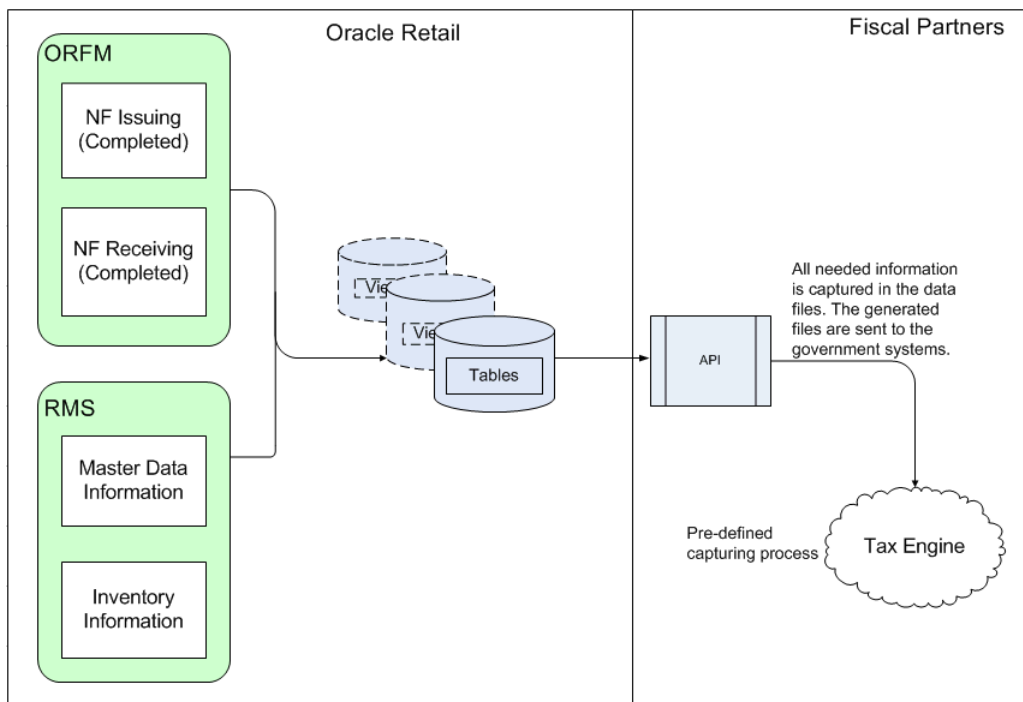 Oracle Retail
Fiscal Partners
ORFM
NF Issuing
(Completed)
NF Receiving
(Completed)
RMS
Master Data
Information
Inventory
Information
Vie
Vie
Tables
API
All needed information
is captured in the data
files. The generated
files are sent to the
government systems.
Pre-defined
capturing process
Tax Engine